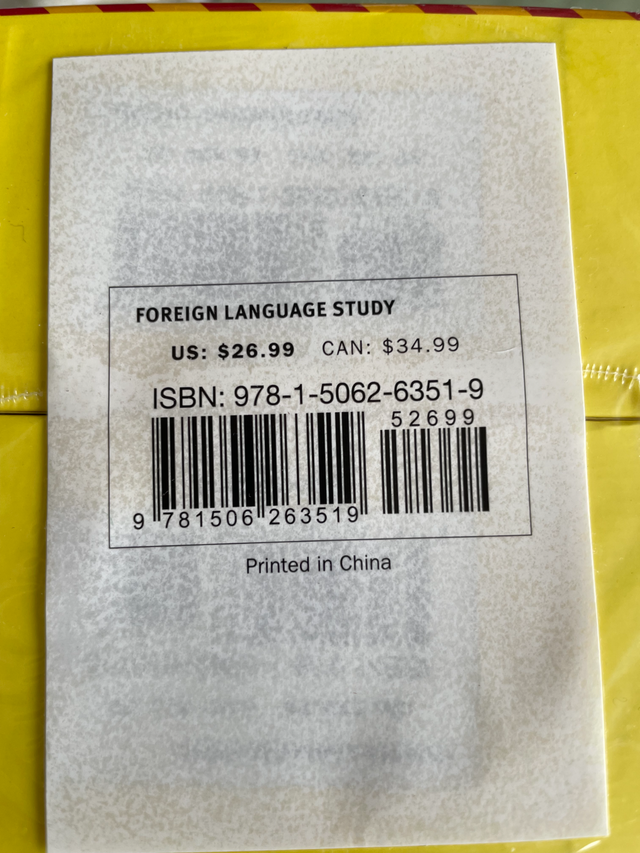 FOREIGN LANGUAGE STUDY
US: $26.99 CAN: $34.99
ISBN: 978-1-5062-6351-9
52699
9 781506 263519
Printed in China